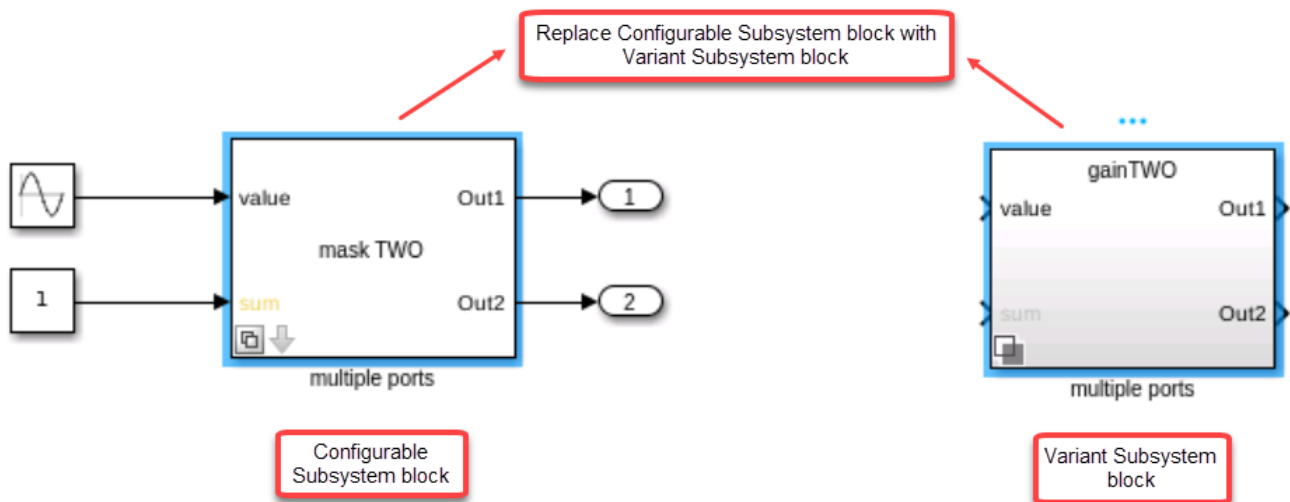 Replace Configurable Subsystem block with
Variant Subsystem block
gainTWO
value
Out1
1
value
Out1
mask TWO
1
sum
Out2
2
sum
Out2
multiple ports
multiple ports
Configurable
Subsystem block
Variant Subsystem
block